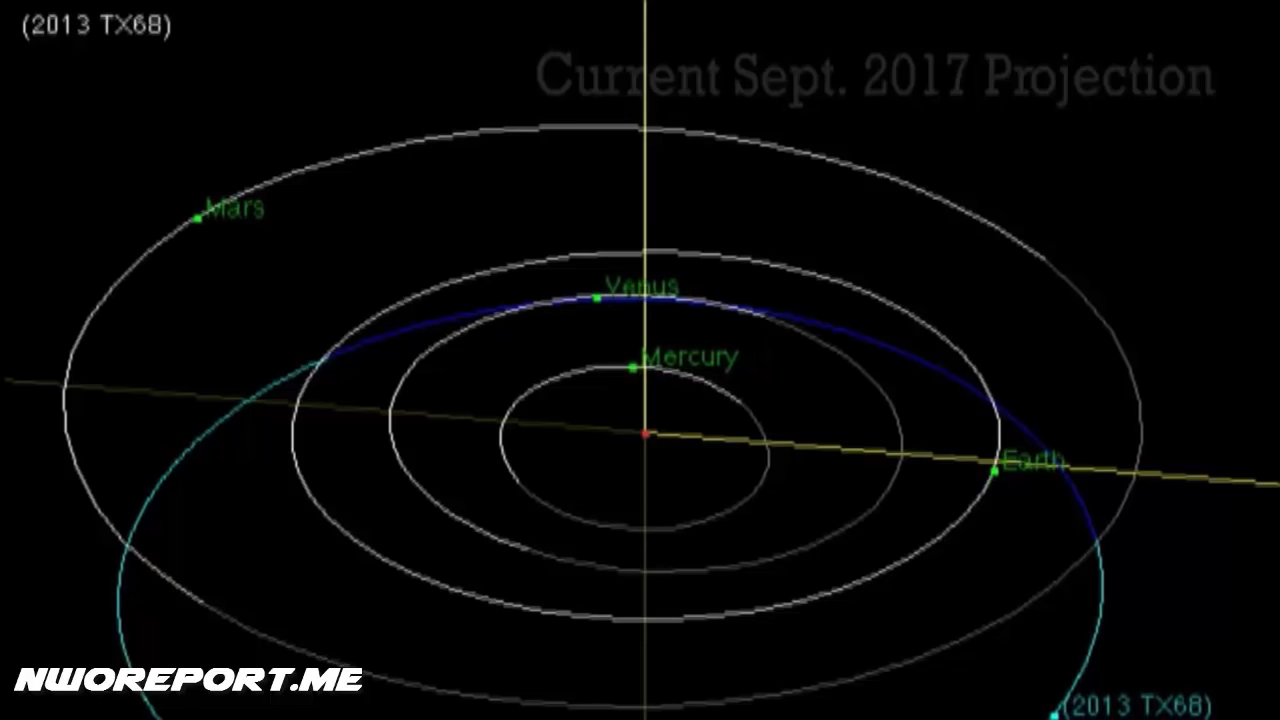 (2013 TX68)
Current Sept. 2017 Projection
Mars
Venus
Mercury
Earth
NWOREPORT.ME
(2013 TX68)